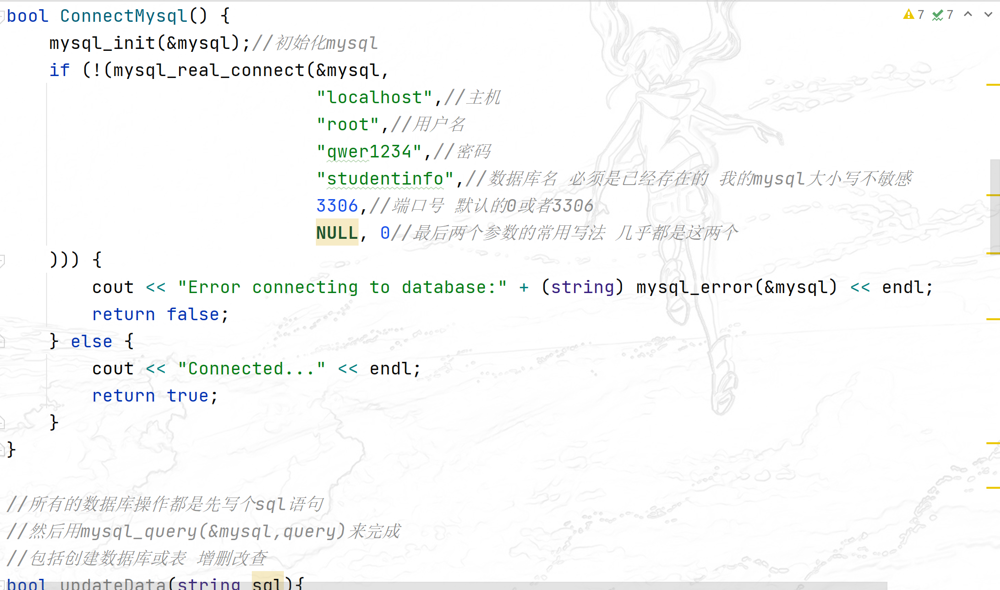 bool ConnectMysql() {
7 7
    mysql_init(&mysql);//初始化mysql
    if (!(mysql_real_connect(&mysql,
                             "localhost",//主机
                             "root",//用户名
                             "qwer1234",//密码
                             "studentinfo",//数据库名 必须是已经存在的 我的mysql大小写不敏感
                             3306,//端口号 默认的0或者3306
                             NULL, 0//最后两个参数的常用写法 几乎都是这两个
    ))) {
        cout << "Error connecting to database:" + (string) mysql_error(&mysql) << endl;
        return false;
    } else {
        cout << "Connected..." << endl;
        return true;
    }
}
//所有的数据库操作都是先写个sql语句
//然后用mysql_query(&mysql,query)来完成
//包括创建数据库或表 增删改查
bool updateData(string sql){